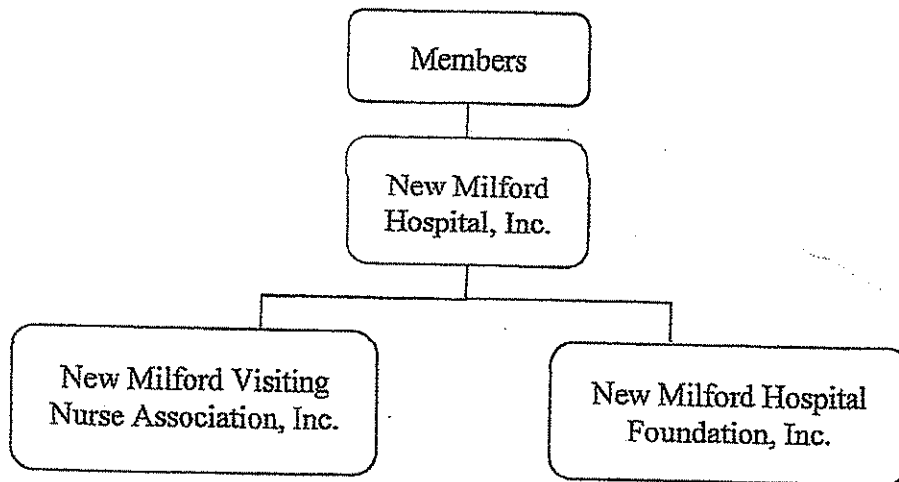 Members
New Milford
Hospital, Inc.
New Milford Visiting
Nurse Association, Inc.
New Milford Hospital
Foundation, Inc.